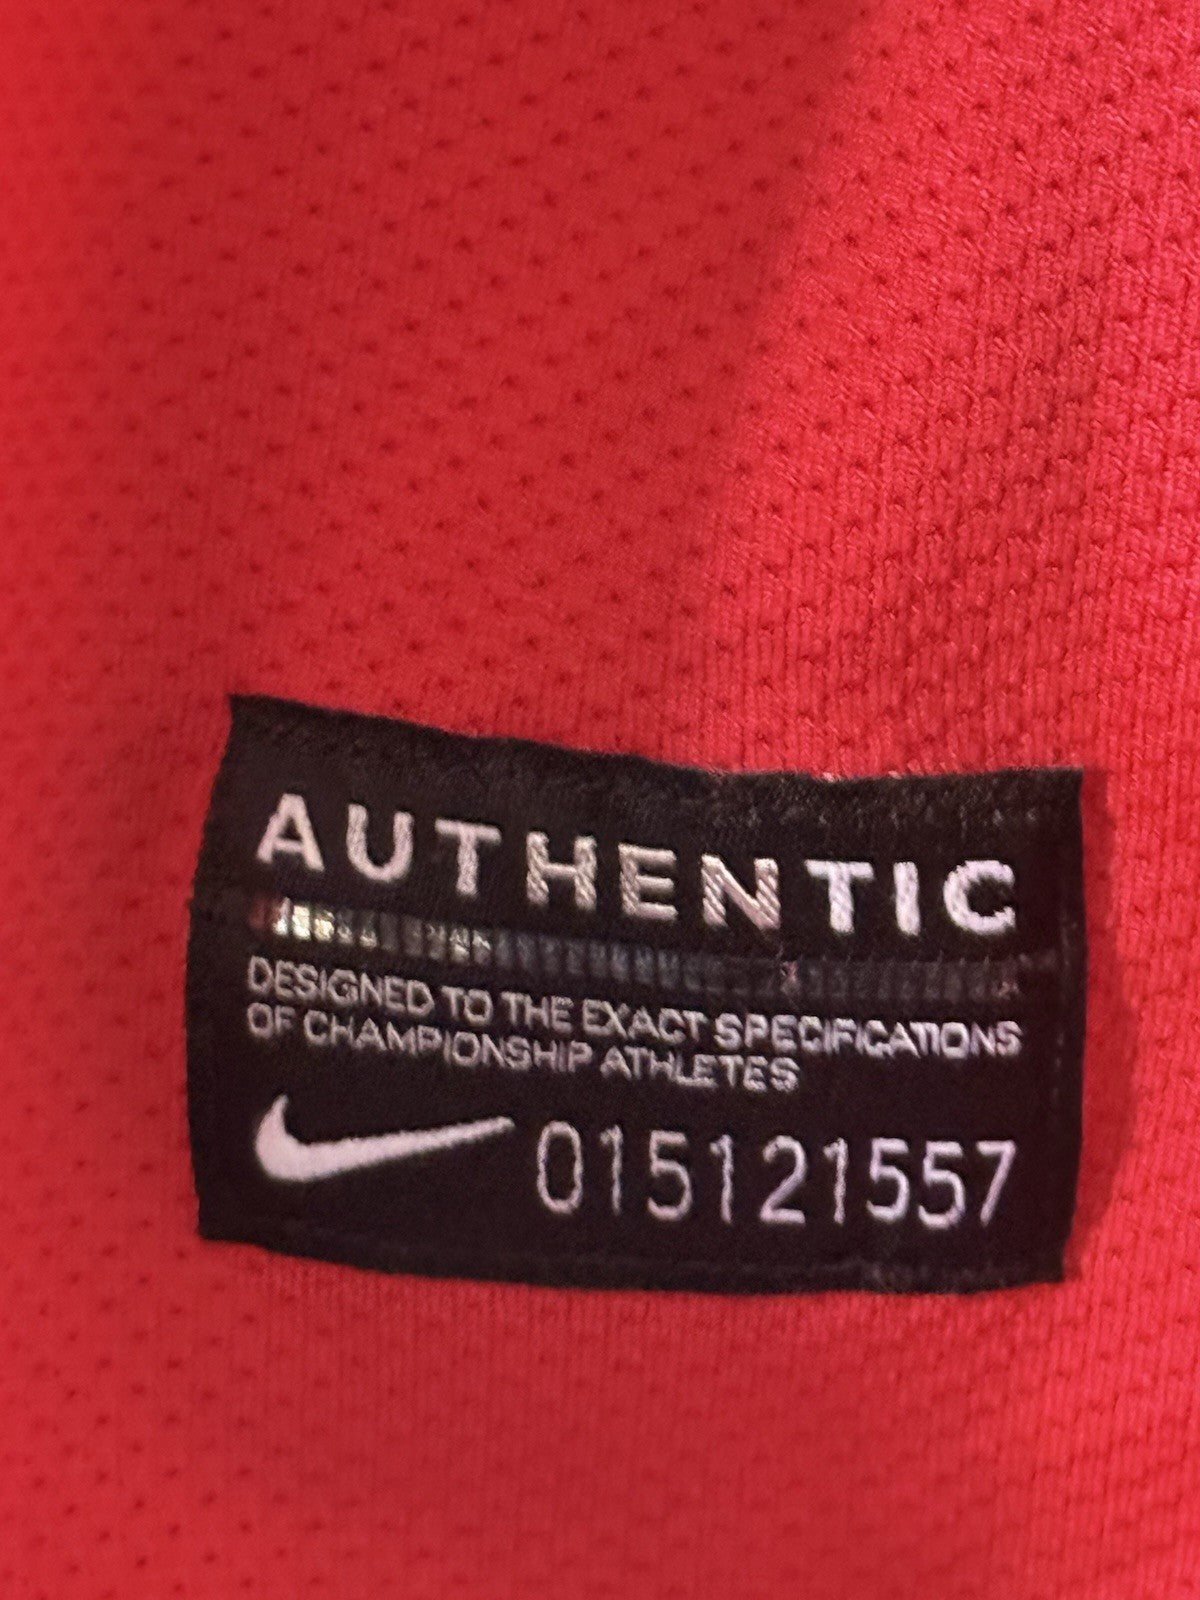 AUTHENTIC
DESIGNED TO THE EXACT SPECIFICATIONS
OF CHAMPIONSHIP ATHLETES
015121557